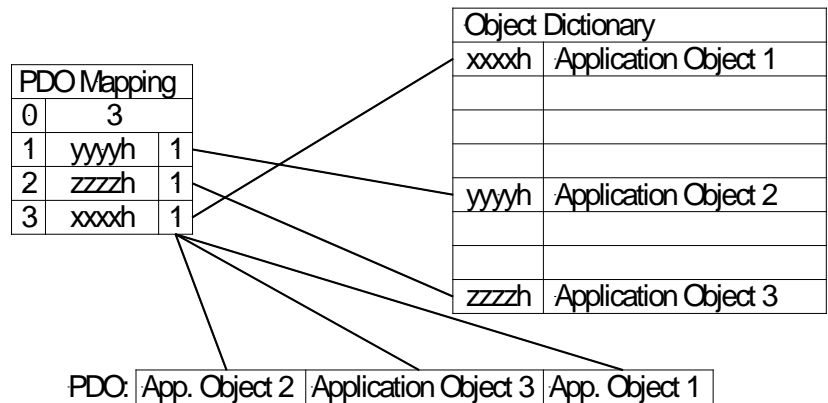 Object Dictionary
xxxxh Application Object 1
PDO Mapping
0 3
1 yyyyh 1
2 zzzzh 1
3 xxxxh 1
yyyyh Application Object 2
zzzzh Application Object 3
PDO: App. Object 2 Application Object 3 App. Object 1